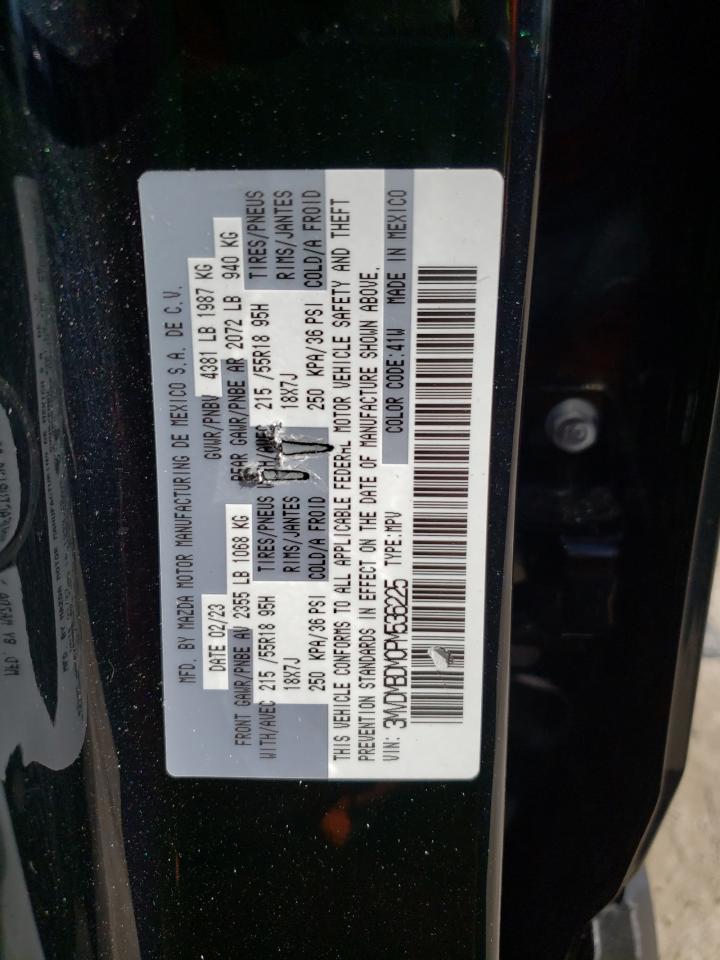 MFD. BY MAZDA MOTOR MANUFACTURING DE MEXICO S.A. DE C.V.
DATE 02/23 GVWR/PNBV 4381 LB 1987 KG
FRONT GAWR/PNBE AV 2355 LB 1068 KG REAR GAWR/PNBE AR 2072 LB 940 KG
WITH/AVEC 215 /55R18 95H TIRES/PNEUS /AVEC 215 /55R18 95H TIRES/PNEUS
18X7J RIMS/JANTES 18X7J RIMS/JANTES
250 KPA/36 PSI COLD/A FROID 250 KPA/36 PSI COLD/A FROID
THIS VEHICLE CONFORMS TO ALL APPLICABLE FEDERAL MOTOR VEHICLE SAFETY AND THEFT
PREVENTION STANDARDS IN EFFECT ON THE DATE OF MANUFACTURE SHOWN ABOVE.
VIN: 3MVDMBDM0PM536225 TYPE:MPV COLOR CODE:41W MADE IN MEXICO